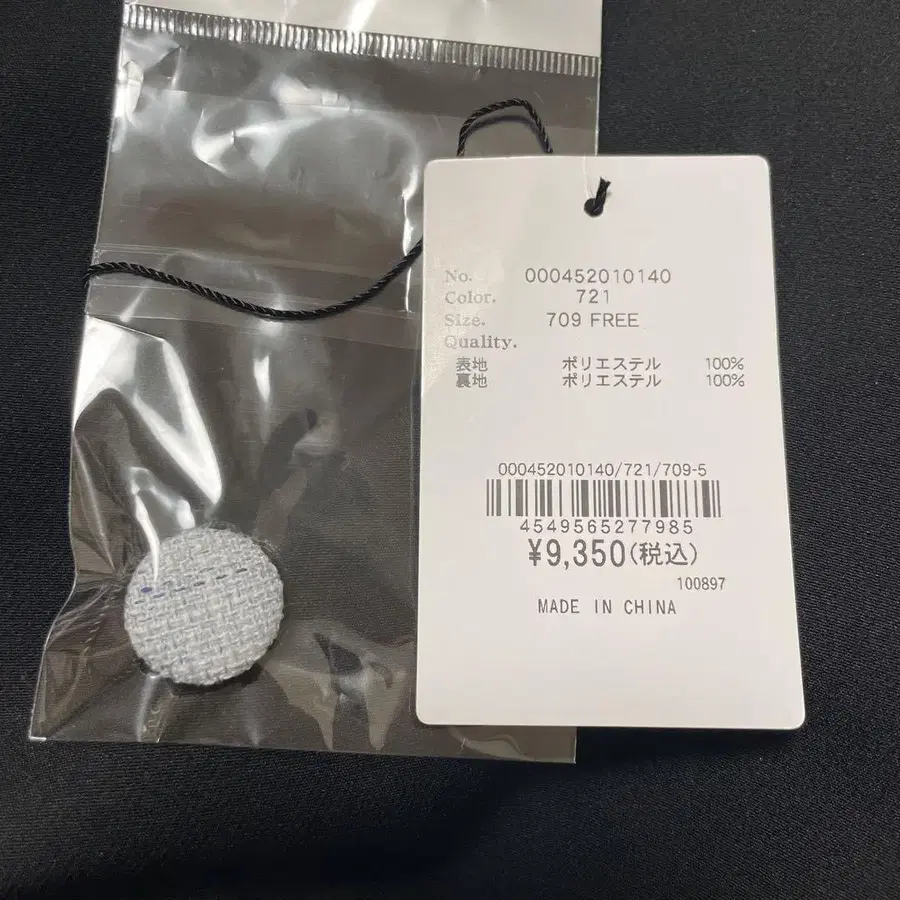 No. 000452010140
Color. 721
Size. 709 FREE
Quality.
表地 ポリエステル 100%
裏地 ポリエステル 100%
000452010140/721/709-5
4549565277985
¥9,350(税込)
100897
MADE IN CHINA